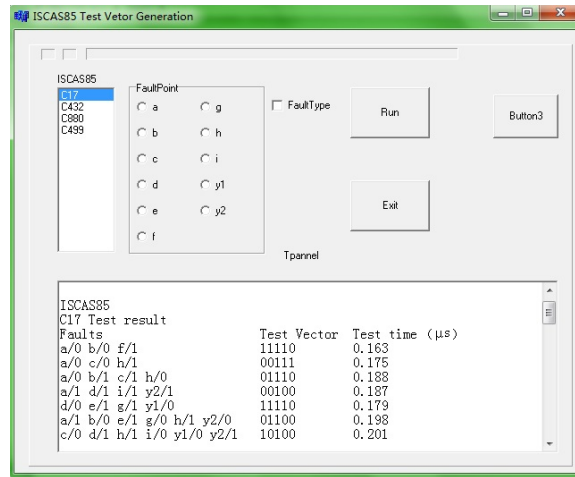 ISCAS85 Test Vetor Generation
ISCAS85
C17
C432
C880
C499
FaultPoint
a
g
b
h
c
i
d
y1
e
y2
f
FaultType
Run
Button3
Exit
Tpannel
ISCAS85
C17 Test result
Faults Test Vector Test time (μs)
a/0 b/0 f/1 11110 0.163
a/0 c/0 h/1 00111 0.175
a/0 b/1 c/1 h/0 01110 0.188
a/1 d/1 i/1 y2/1 00100 0.187
d/0 e/1 g/1 y1/0 11110 0.179
a/1 b/0 e/1 g/0 h/1 y2/0 01100 0.198
c/0 d/1 h/1 i/0 y1/0 y2/1 10100 0.201